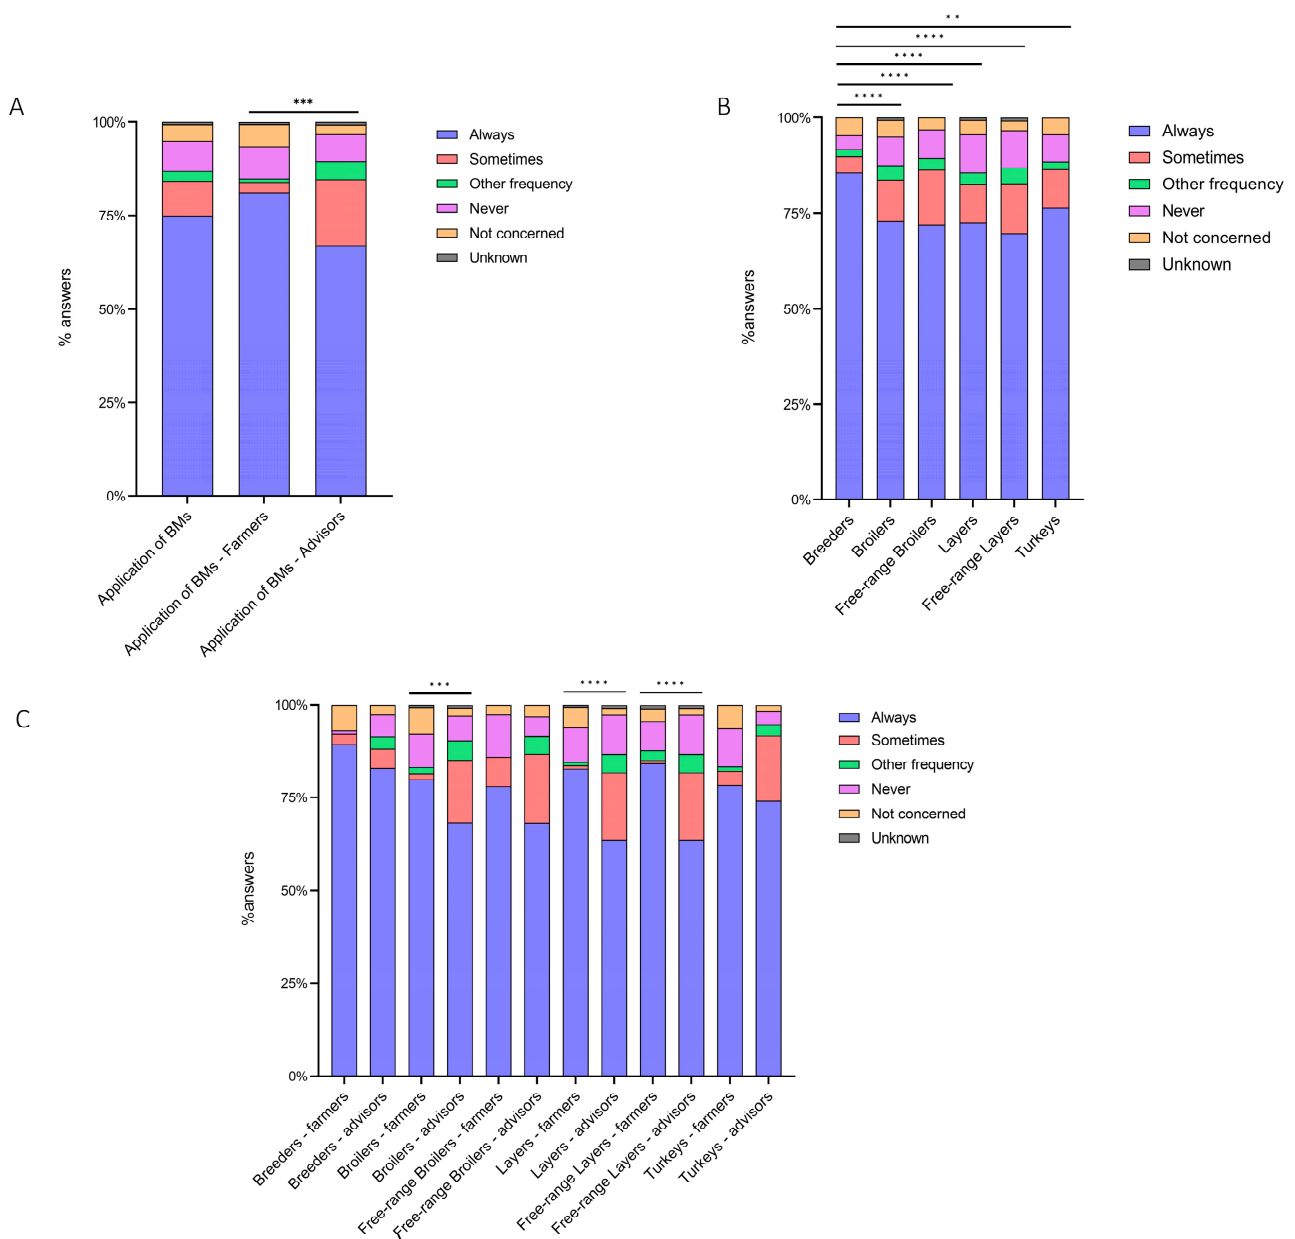 A
***
100%
75%
50%
25%
0%
% answers
Application of BMs
Application of BMs - Farmers
Application of BMs - Advisors
Always
Sometimes
Other frequency
Never
Not concerned
Unknown
B
**
****
****
****
****
100%
75%
50%
25%
0%
%answers
Breeders
Broilers
Free-range Broilers
Layers
Free-range Layers
Turkeys
Always
Sometimes
Other frequency
Never
Not concerned
Unknown
C
***
****
****
100%
75%
50%
25%
0%
%answers
Breeders - farmers
Breeders - advisors
Broilers - farmers
Broilers - advisors
Free-range Broilers - farmers
Free-range Broilers - advisors
Layers - farmers
Layers - advisors
Free-range Layers - farmers
Free-range Layers - advisors
Turkeys - farmers
Turkeys - advisors
Always
Sometimes
Other frequency
Never
Not concerned
Unknown